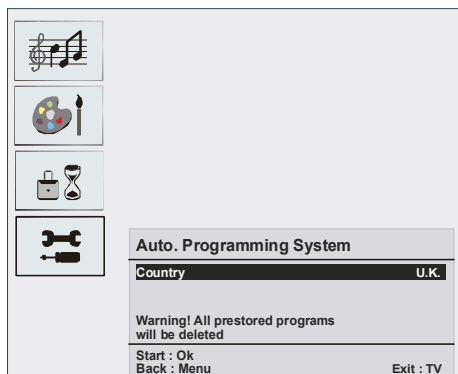 Auto. Programming System
Country U.K.
Warning! All prestored programs
will be deleted
Start : Ok
Back : Menu Exit : TV